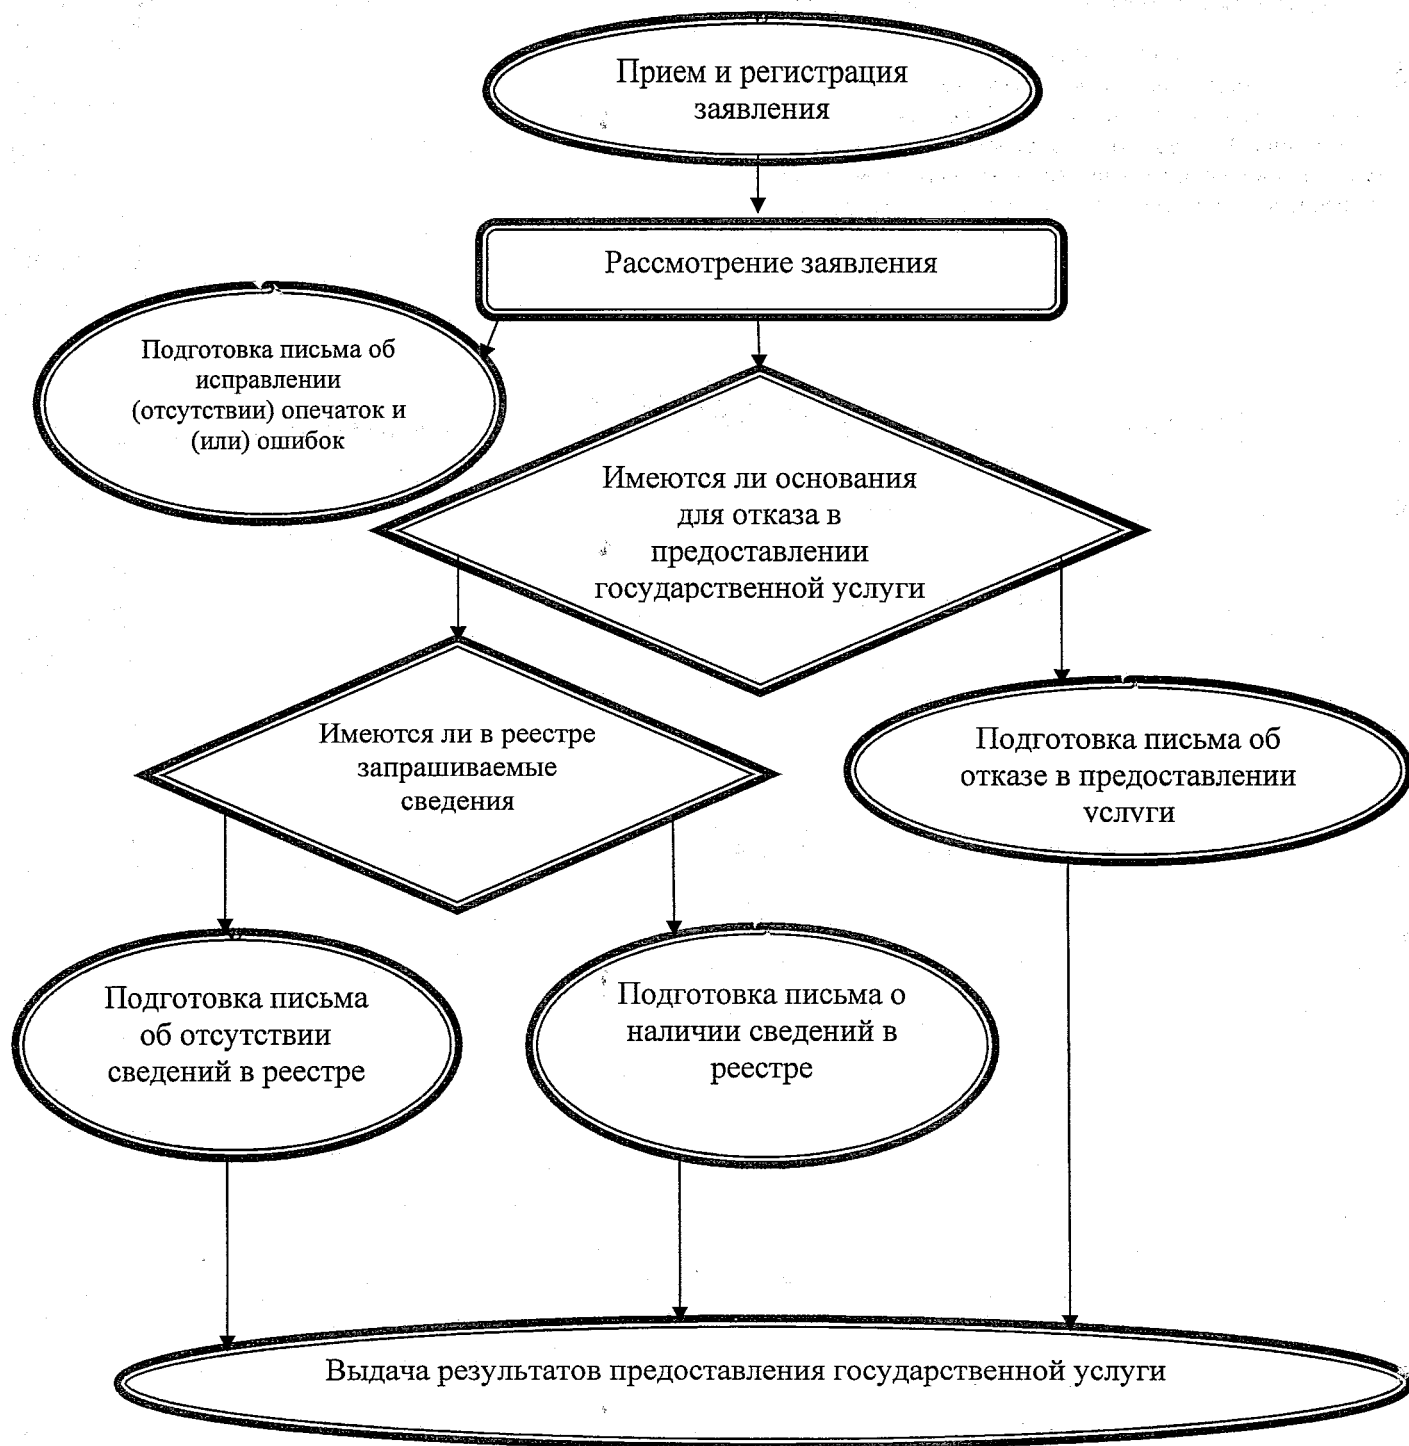 Прием и регистрация
заявления
Рассмотрение заявления
Подготовка письма об
исправлении
(отсутствии) опечаток и
(или) ошибок
Имеются ли основания
для отказа в
предоставлении
государственной услуги
Имеются ли в реестре
запрашиваемые
сведения
Подготовка письма об
отказе в предоставлении
услуги
Подготовка письма
об отсутствии
сведений в реестре
Подготовка письма о
наличии сведений в
реестре
Выдача результатов предоставления государственной услуги